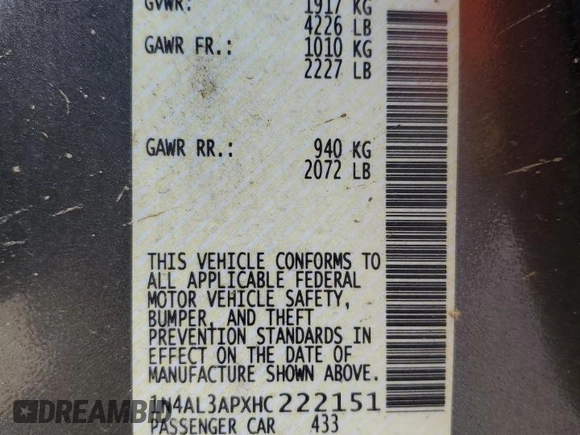 GVWR: 1917 KG
4226 LB
GAWR FR.: 1010 KG
2227 LB
GAWR RR.: 940 KG
2072 LB
THIS VEHICLE CONFORMS TO
ALL APPLICABLE FEDERAL
MOTOR VEHICLE SAFETY,
BUMPER, AND THEFT
PREVENTION STANDARDS IN
EFFECT ON THE DATE OF
MANUFACTURE SHOWN ABOVE.
1N4AL3APXHC222151
PASSENGER CAR 433
DREAMBID